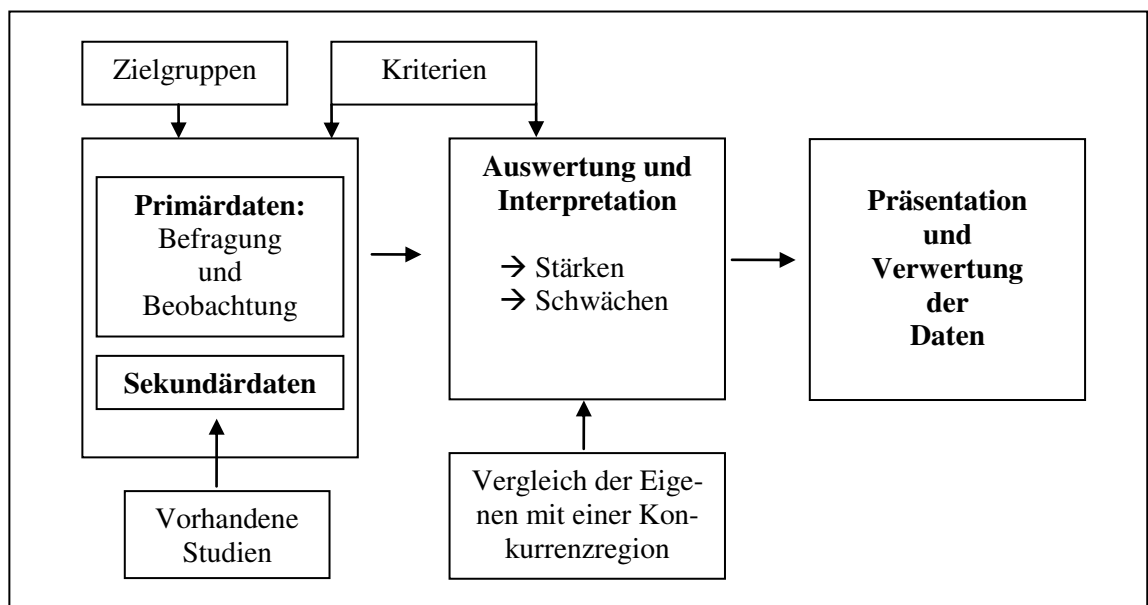 Zielgruppen
Kriterien
Primärdaten:
Befragung
und
Beobachtung
Sekundärdaten
Vorhandene
Studien
Auswertung und
Interpretation
→ Stärken
→ Schwächen
Vergleich der Eige-
nen mit einer Kon-
kurrenzregion
Präsentation
und
Verwertung
der
Daten